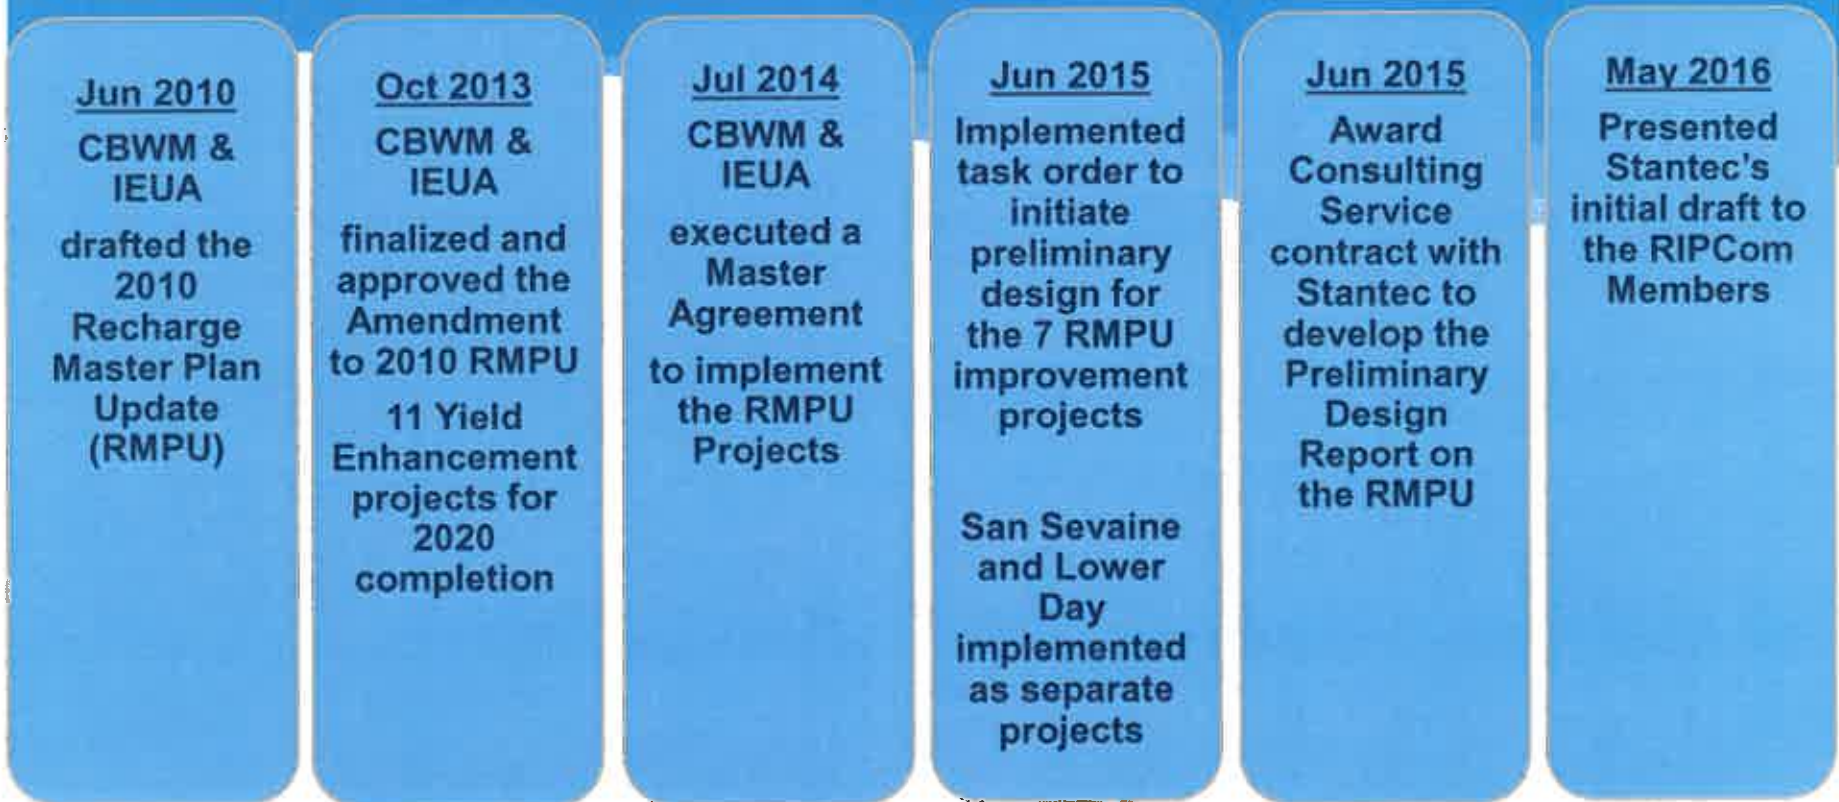 Jun 2010
CBWM &
IEUA
drafted the
2010
Recharge
Master Plan
Update
(RMPU)
Oct 2013
CBWM &
IEUA
finalized and
approved the
Amendment
to 2010 RMPU
11 Yield
Enhancement
projects for
2020
completion
Jul 2014
CBWM &
IEUA
executed a
Master
Agreement
to implement
the RMPU
Projects
Jun 2015
Implemented
task order to
initiate
preliminary
design for
the 7 RMPU
improvement
projects
San Sevaine
and Lower
Day
implemented
as separate
projects
Jun 2015
Award
Consulting
Service
contract with
Stantec to
develop the
Preliminary
Design
Report on
the RMPU
May 2016
Presented
Stantec's
initial draft to
the RIPCom
Members